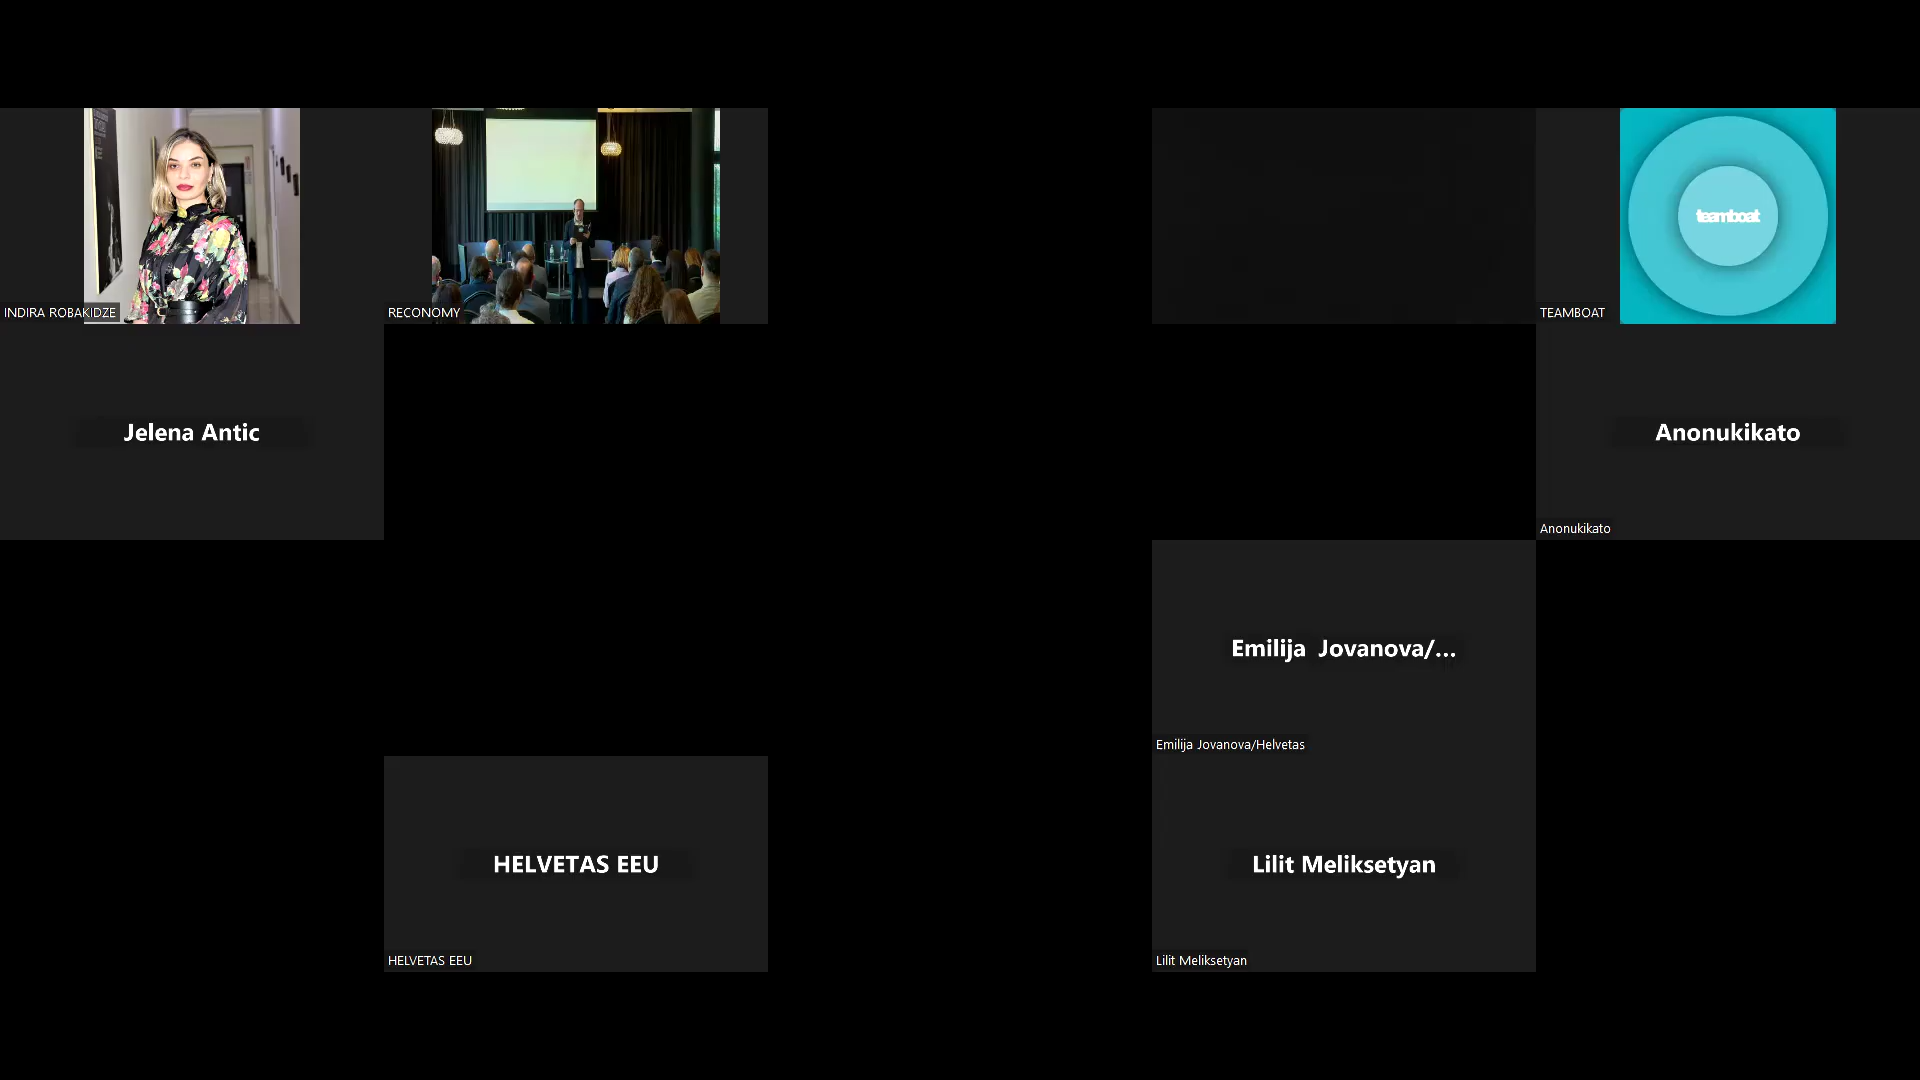 INDIRA ROBAKIDZE
RECONOMY
teamboat
TEAMBOAT
Jelena Antic
Anonukikato
Anonukikato
Emilija  Jovanova/...
Emilija Jovanova/Helvetas
HELVETAS EEU
HELVETAS EEU
Lilit Meliksetyan
Lilit Meliksetyan